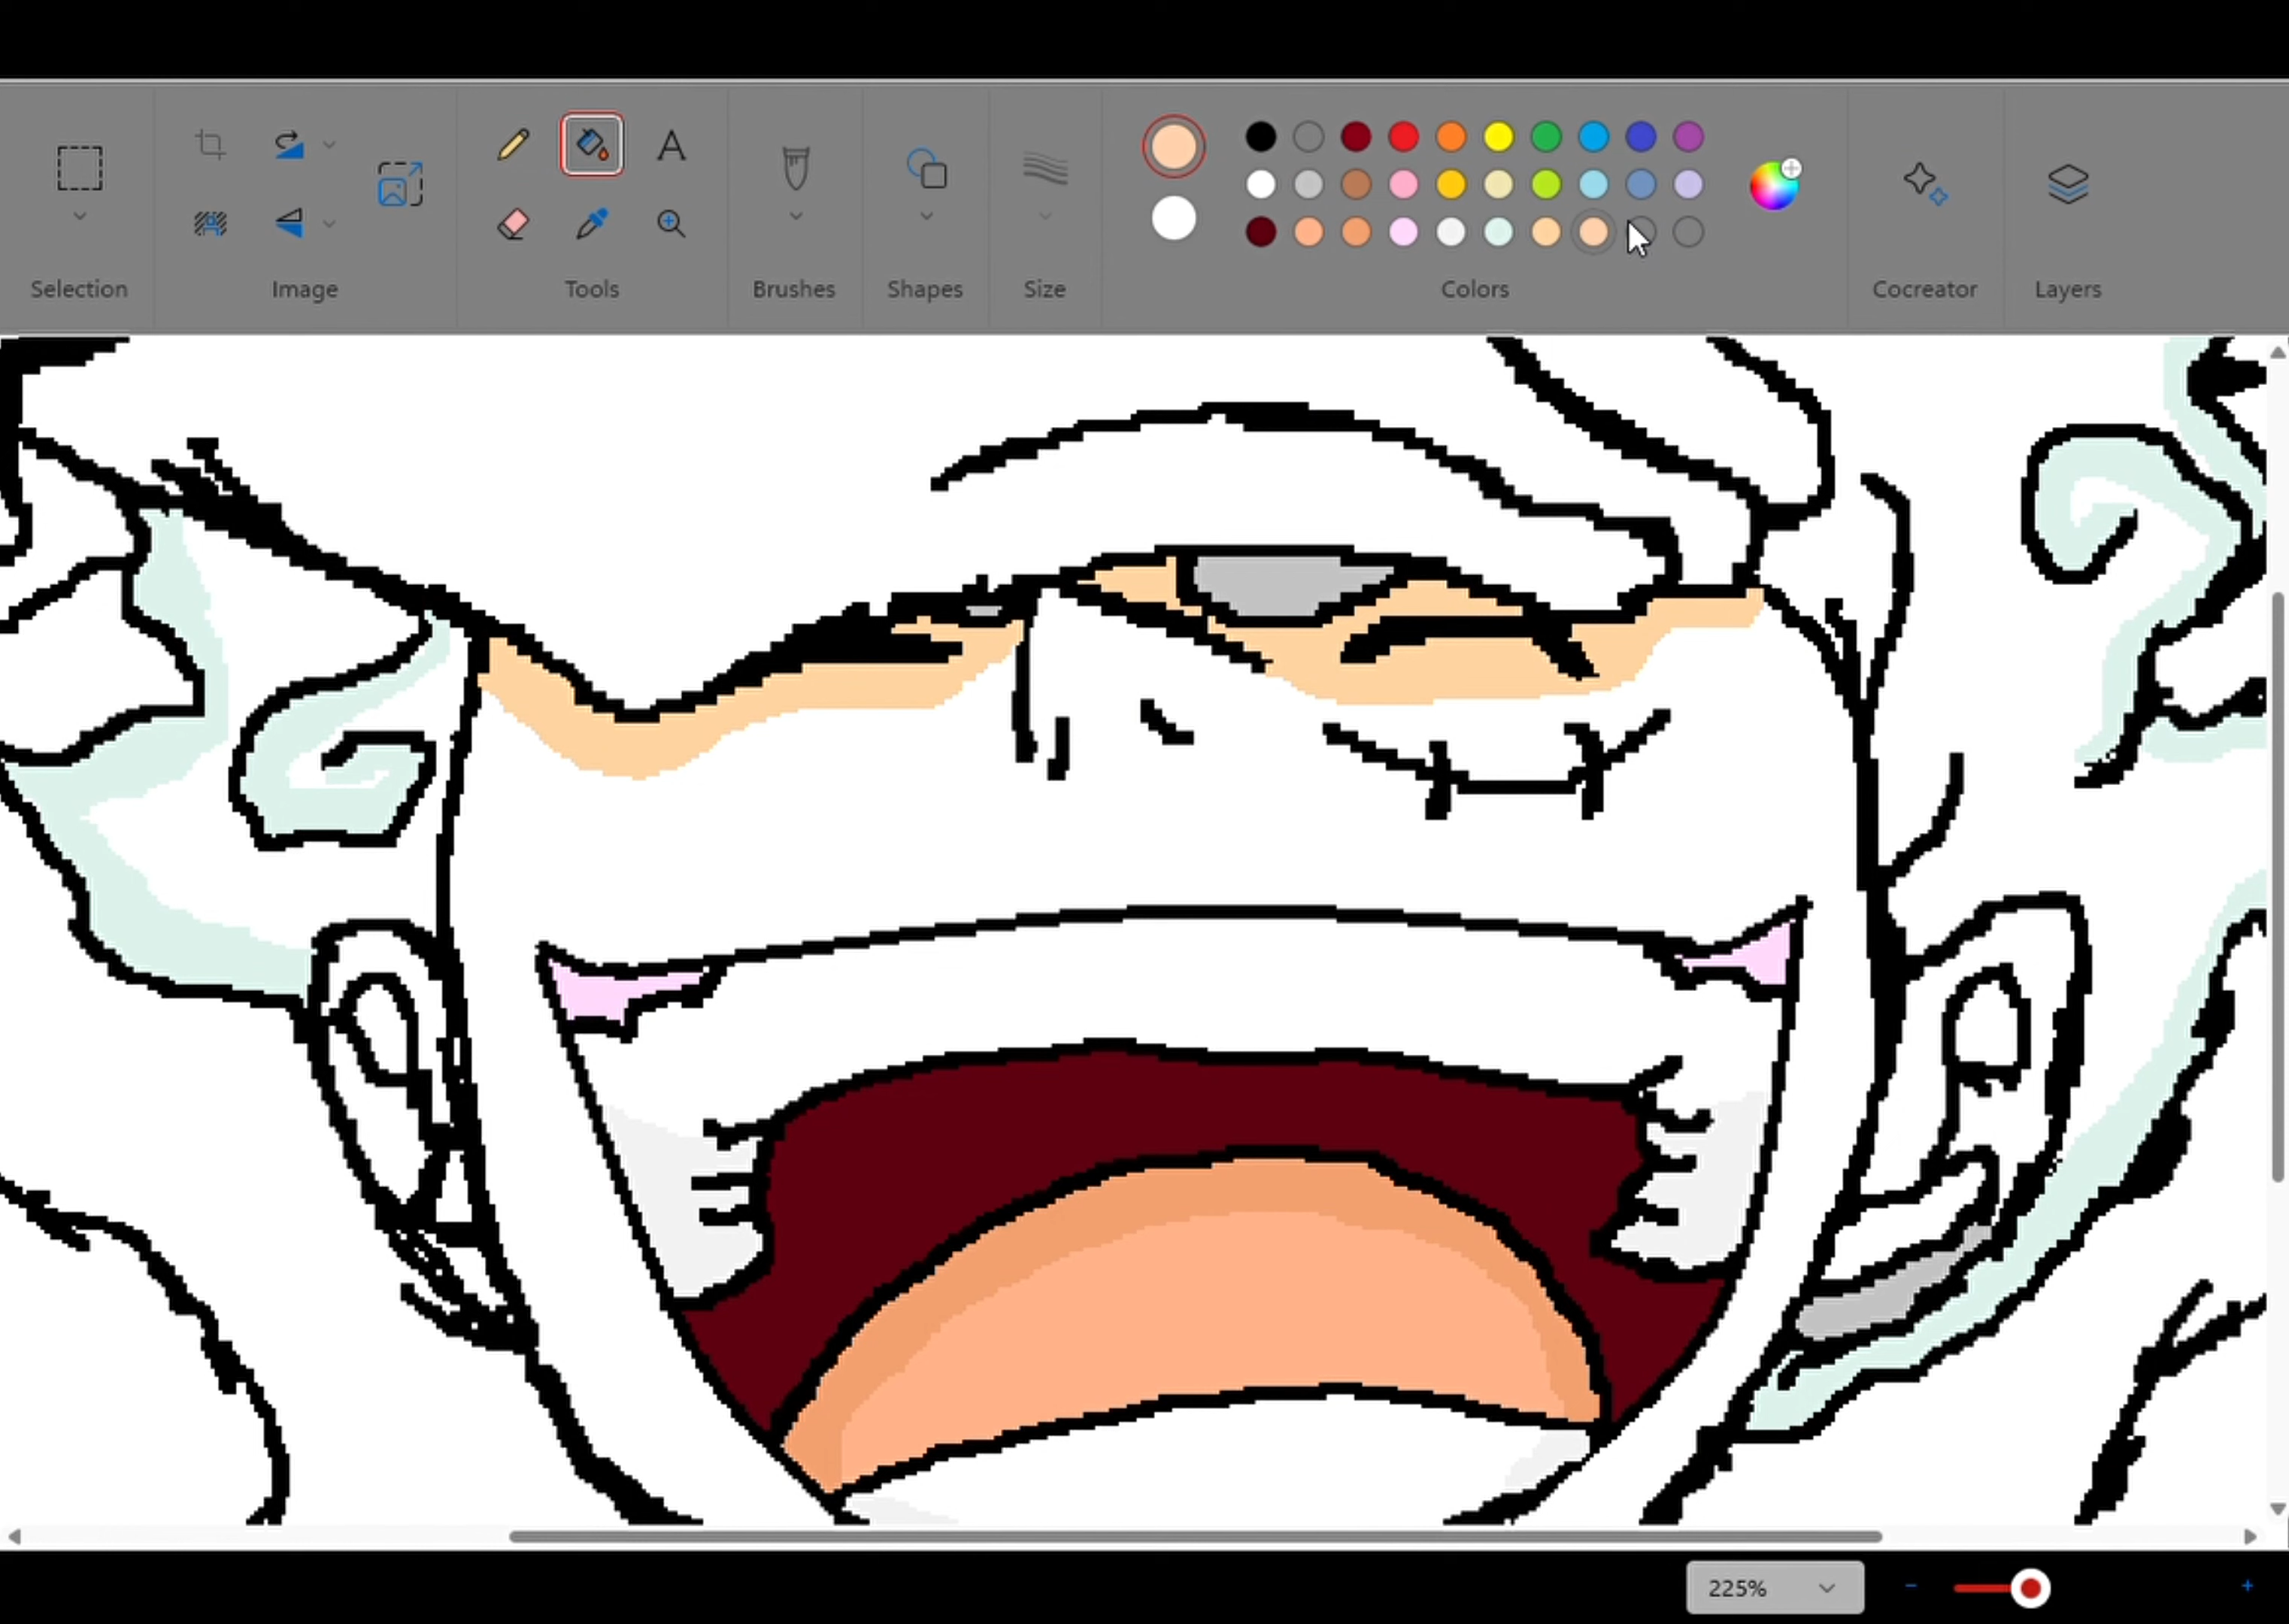 Selection
Image
Tools
Brushes
Shapes
Size
Colors
Cocreator
Layers
225%